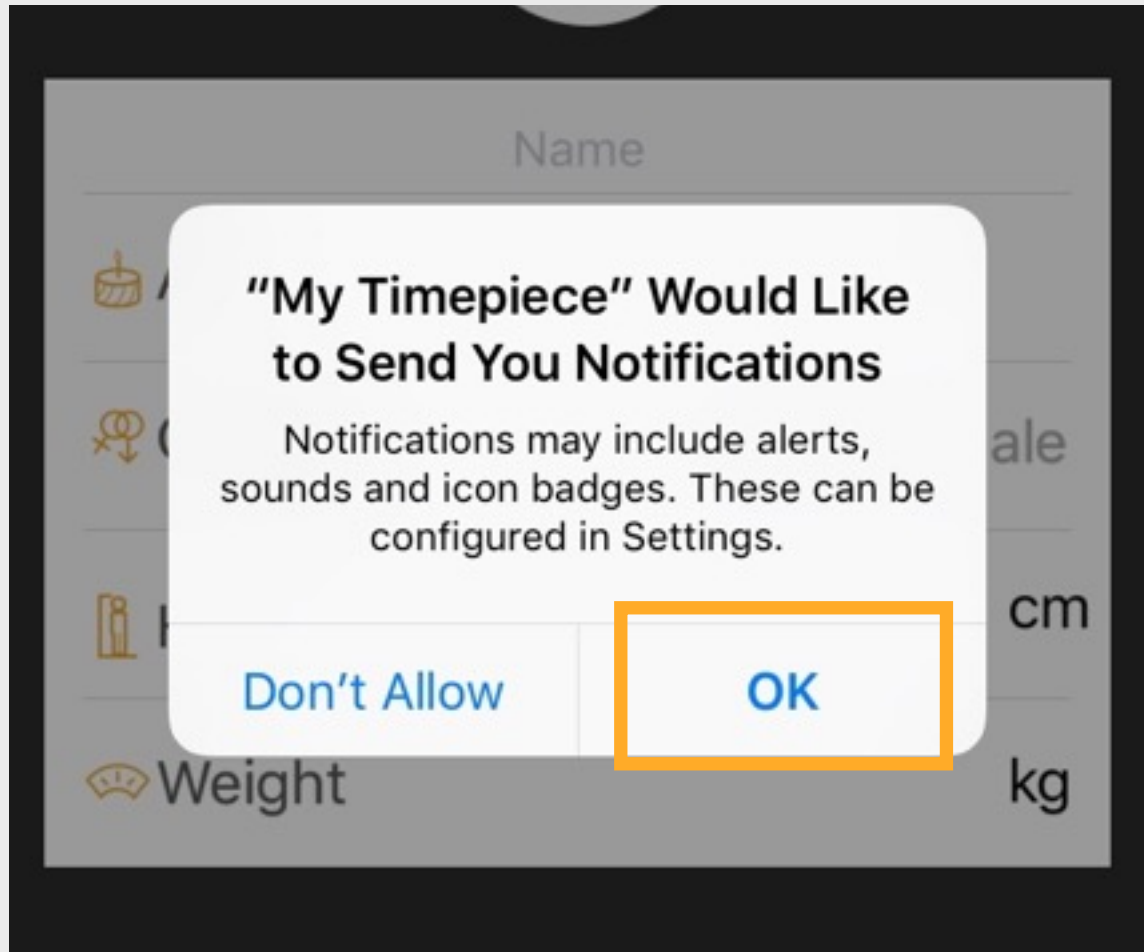 Name
“My Timepiece” Would Like
to Send You Notifications
Notifications may include alerts,
sounds and icon badges. These can be
configured in Settings.
ale
cm
Don’t Allow
OK
Weight
kg